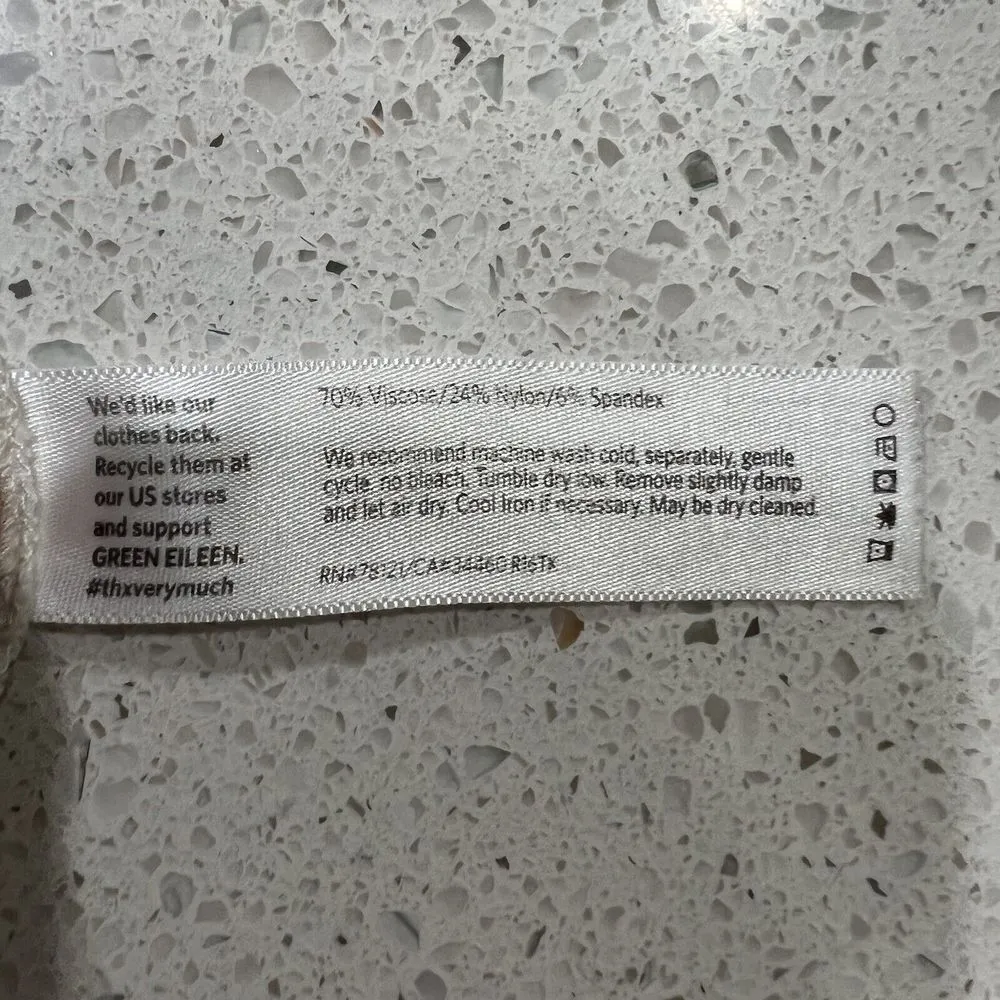 We'd like our
clothes back.
Recycle them at
our US stores
and support
GREEN EILEEN.
#thxverymuch
70% Viscose/24% Nylon/6% Spandex
We recommend machine wash cold, separately, gentle
cycle, no bleach. Tumble dry low. Remove slightly damp
and let air dry. Cool Iron if necessary. May be dry cleaned.